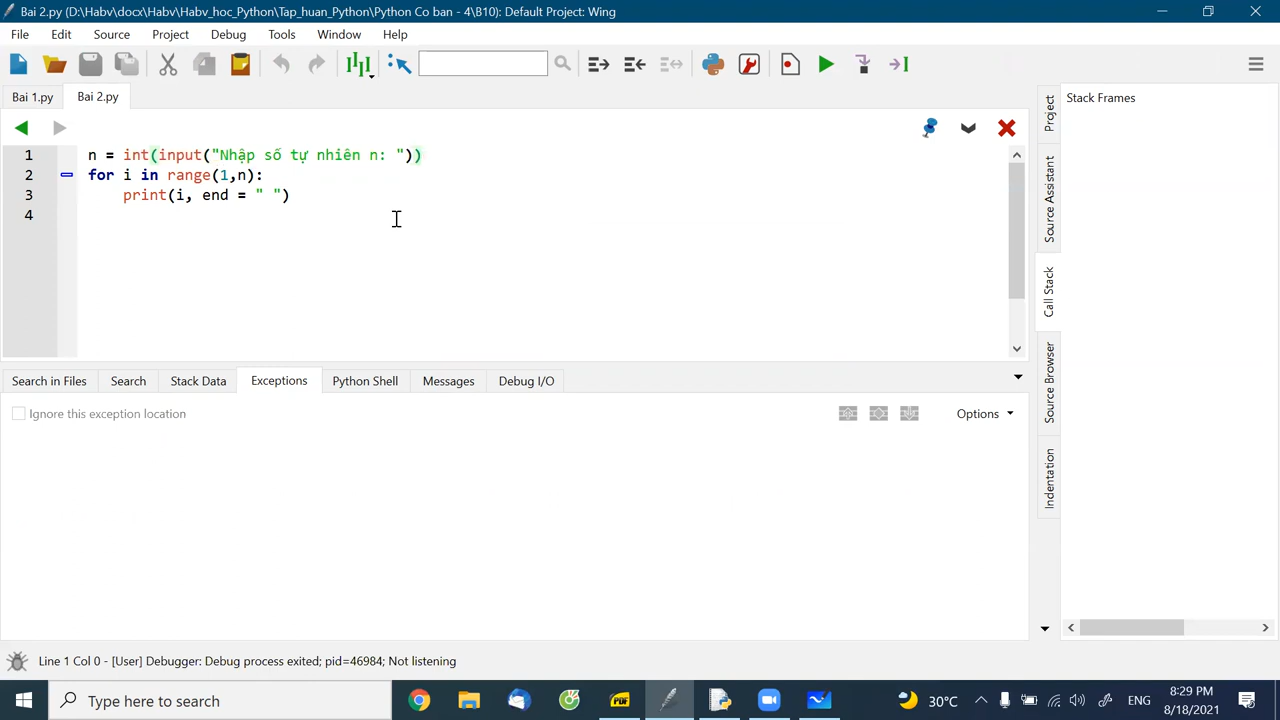 Bai 2.py (D:\Habv\docx\Habv\Habv_hoc_Python\Tap_huan_Python\Python Co ban - 4\B10): Default Project: Wing
File Edit Source Project Debug Tools Window Help
Bai 1.py Bai 2.py
Stack Frames
1 n = int(input("Nhập số tự nhiên n: "))
2 for i in range(1,n):
3 print(i, end = " ")
4
Project
Source Assistant
Call Stack
Source Browser
Indentation
Search in Files Search Stack Data Exceptions Python Shell Messages Debug I/O
Ignore this exception location Options
Line 1 Col 0 - [User] Debugger: Debug process exited; pid=46984; Not listening
Type here to search
PDF
30°C ENG
8:29 PM
8/18/2021